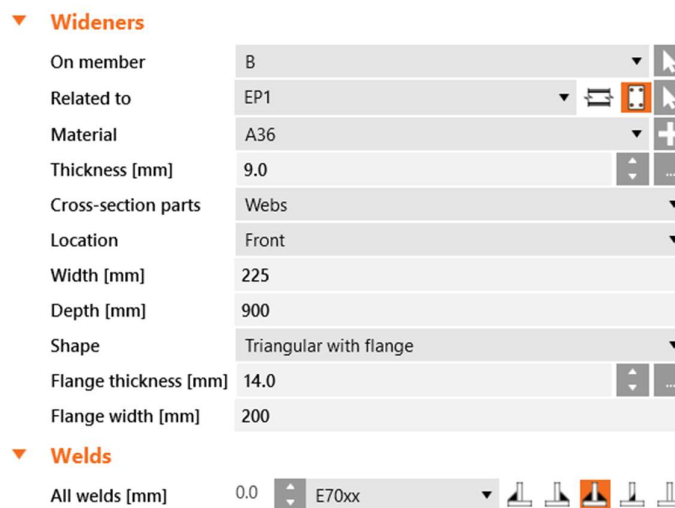 Wideners
On member B
Related to EP1
Material A36
Thickness [mm] 9.0
Cross-section parts Webs
Location Front
Width [mm] 225
Depth [mm] 900
Shape Triangular with flange
Flange thickness [mm] 14.0
Flange width [mm] 200
Welds
All welds [mm] 0.0 E70xx